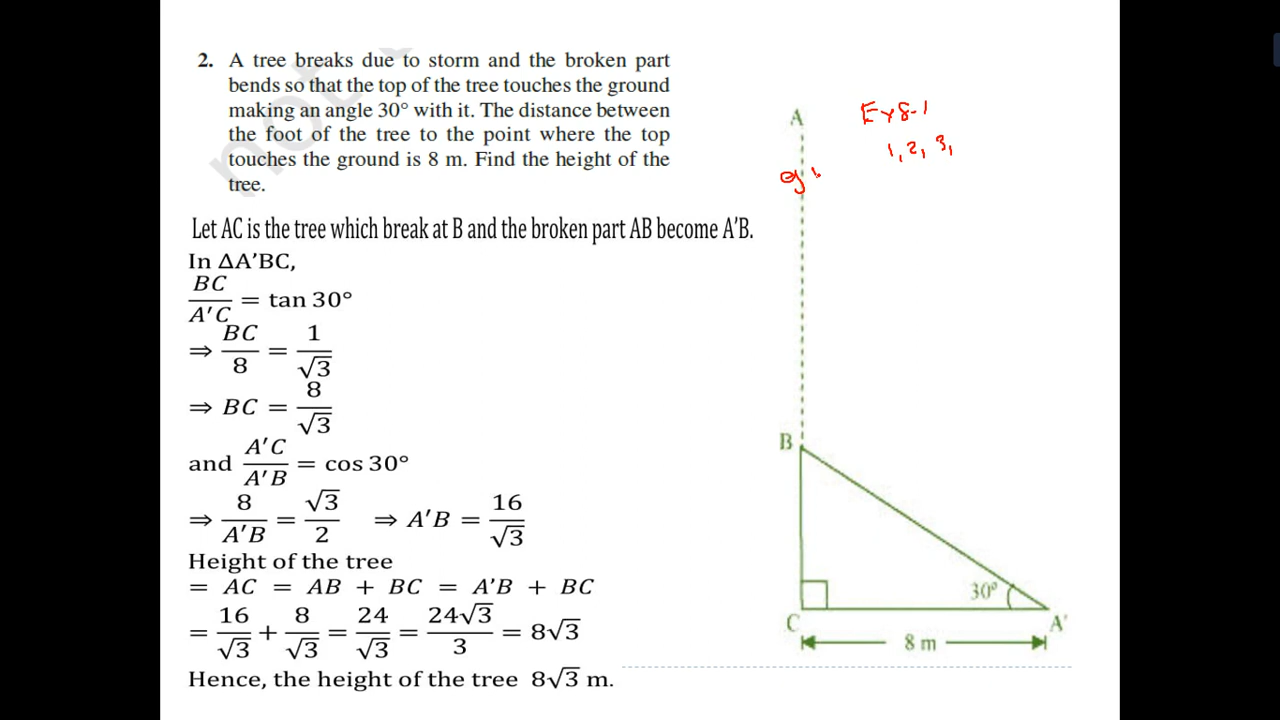 2. A tree breaks due to storm and the broken part
bends so that the top of the tree touches the ground
making an angle 30° with it. The distance between
the foot of the tree to the point where the top
touches the ground is 8 m. Find the height of the
tree.
not
Let AC is the tree which break at B and the broken part AB become A′B.
In ΔA′BC,
BC/A′C = tan 30°
⇒ BC/8 = 1/√3
⇒ BC = 8/√3
and A′C/A′B = cos 30°
⇒ 8/A′B = √3/2 ⇒ A′B = 16/√3
Height of the tree
= AC = AB + BC = A′B + BC
= 16/√3 + 8/√3 = 24/√3 = 24√3/3 = 8√3
Hence, the height of the tree 8√3 m.
A
1, 2, 3,
B
30°
C
A'
8 m